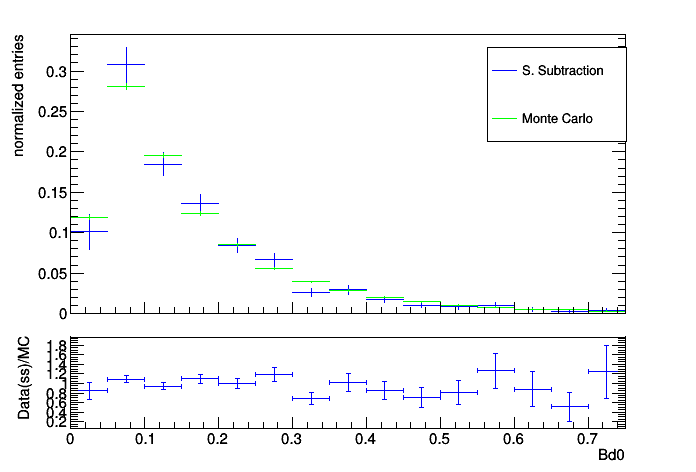 normalized entries
0.3
0.25
0.2
0.15
0.1
0.05
0
S. Subtraction
Monte Carlo
Data(ss)/MC
1.8
1.6
1.4
1.2
1
0.8
0.6
0.4
0.2
0 0.1 0.2 0.3 0.4 0.5 0.6 0.7
Bd0